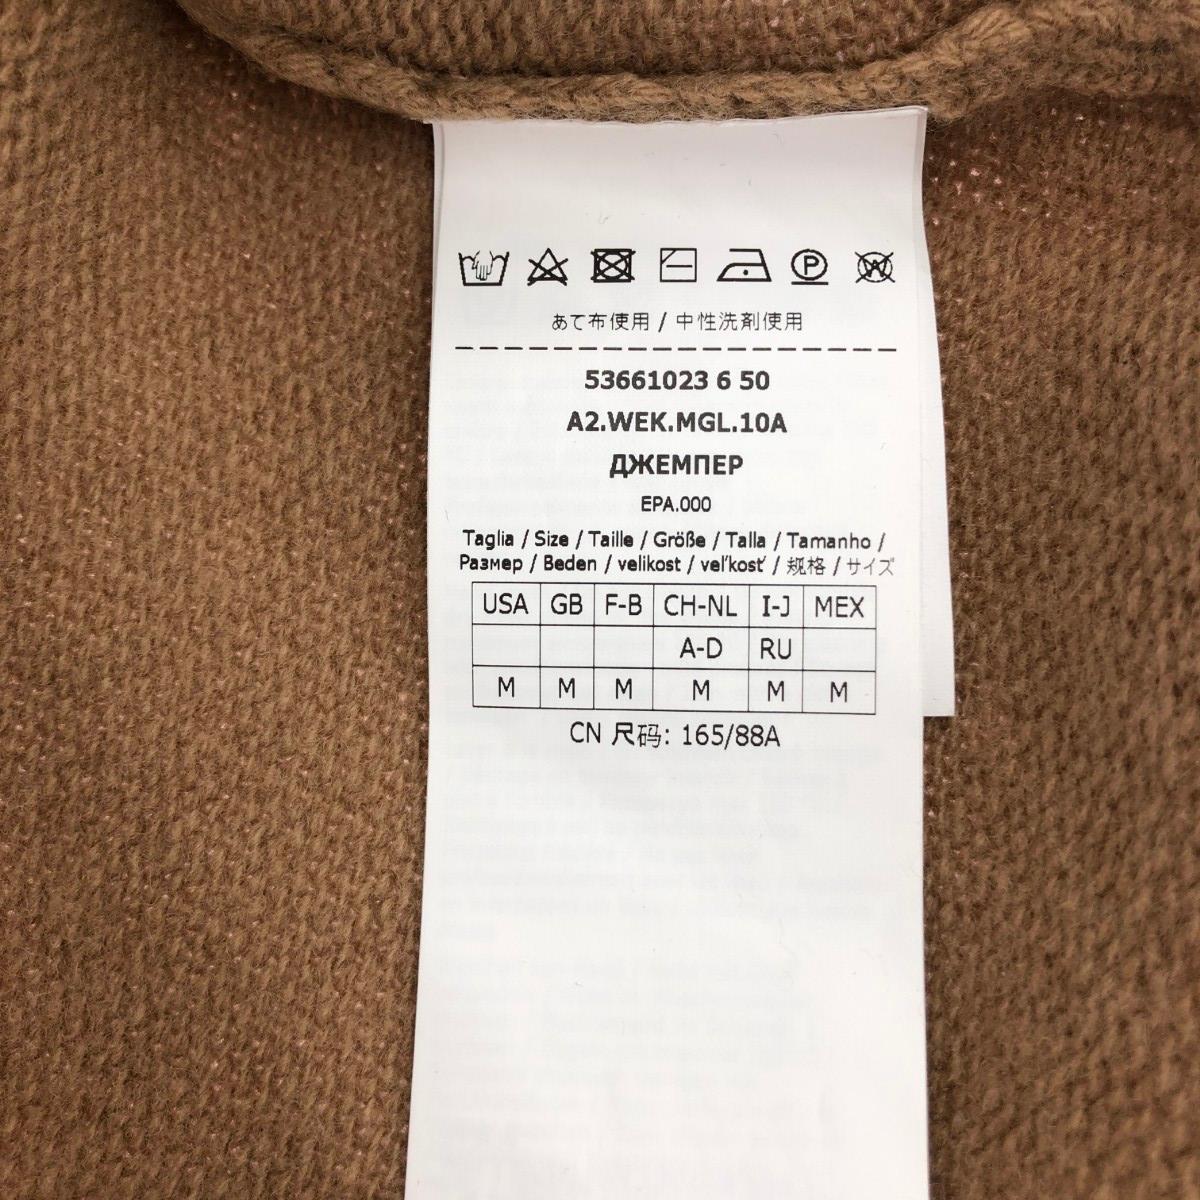 P W
あて布使用 / 中性洗剤使用
53661023 6 50
A2.WEK.MGL.10A
ДЖЕМПЕР
EPA.000
Taglia / Size / Taille / Größe / Talla / Tamanho /
Размер / Beden / velikost / veľkosť / 规格 / サイズ
USA GB F-B CH-NL I-J MEX
A-D RU
M M M M M M
CN 尺码: 165/88A